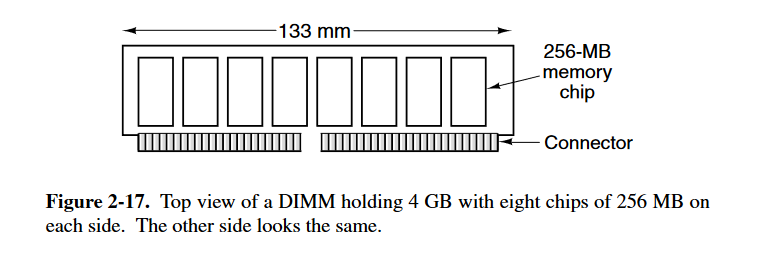 133 mm
256-MB
memory
chip
Connector
Figure 2-17. Top view of a DIMM holding 4 GB with eight chips of 256 MB on
each side. The other side looks the same.